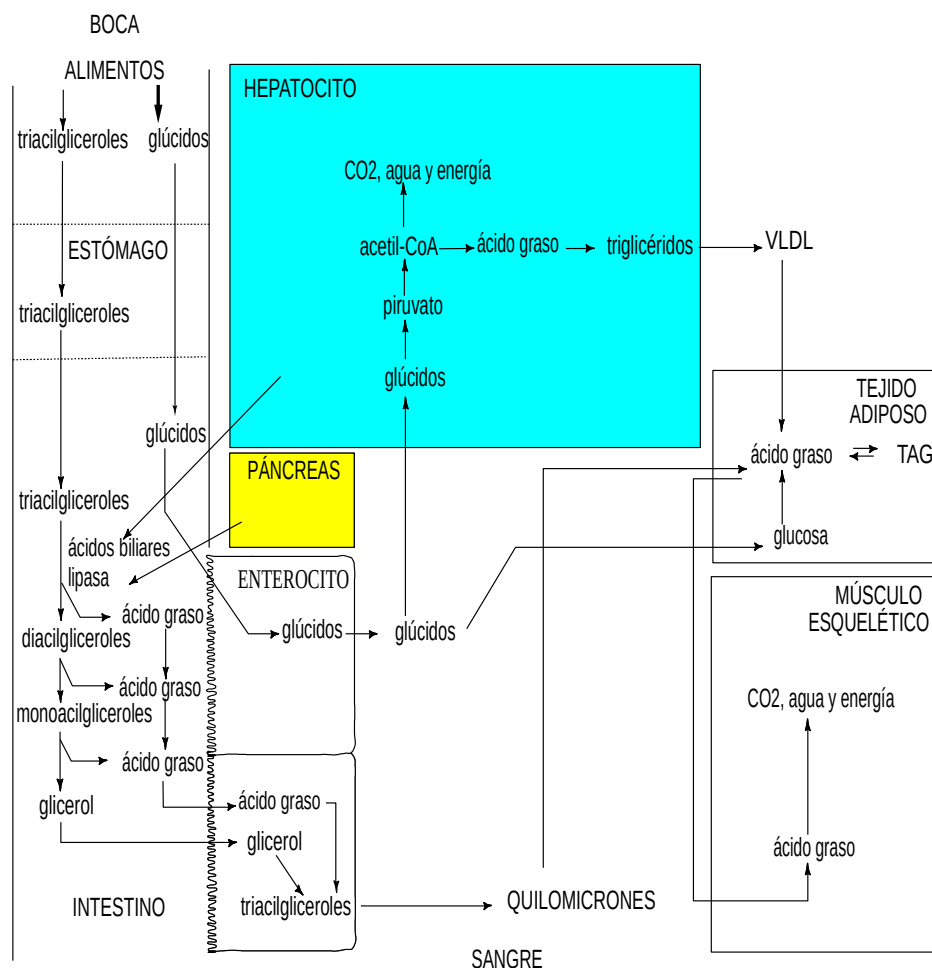 BOCA
ALIMENTOS
triacilgliceroles
glúcidos
ESTÓMAGO
triacilgliceroles
glúcidos
triacilgliceroles
ácidos biliares
lipasa
ácido graso
diacilgliceroles
ácido graso
monoacilgliceroles
ácido graso
glicerol
INTESTINO
HEPATOCITO
CO2, agua y energía
acetil-CoA
ácido graso
triglicéridos
piruvato
glúcidos
VLDL
PÁNCREAS
ENTEROCITO
glúcidos
glúcidos
ácido graso
glicerol
triacilgliceroles
QUILOMICRONES
SANGRE
TEJIDO
ADIPOSO
ácido graso
TAG
glucosa
MÚSCULO
ESQUELÉTICO
CO2, agua y energía
ácido graso